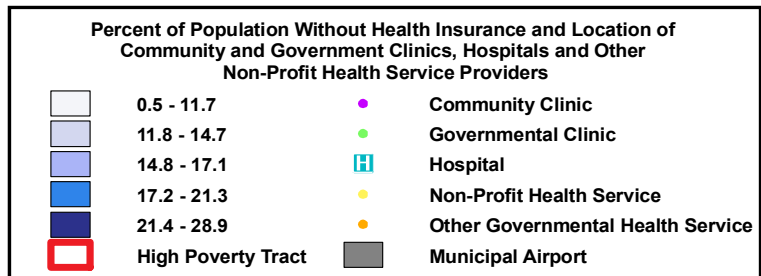 Percent of Population Without Health Insurance and Location of
Community and Government Clinics, Hospitals and Other
Non-Profit Health Service Providers
0.5 - 11.7 Community Clinic
11.8 - 14.7 Governmental Clinic
14.8 - 17.1 H Hospital
17.2 - 21.3 Non-Profit Health Service
21.4 - 28.9 Other Governmental Health Service
High Poverty Tract Municipal Airport